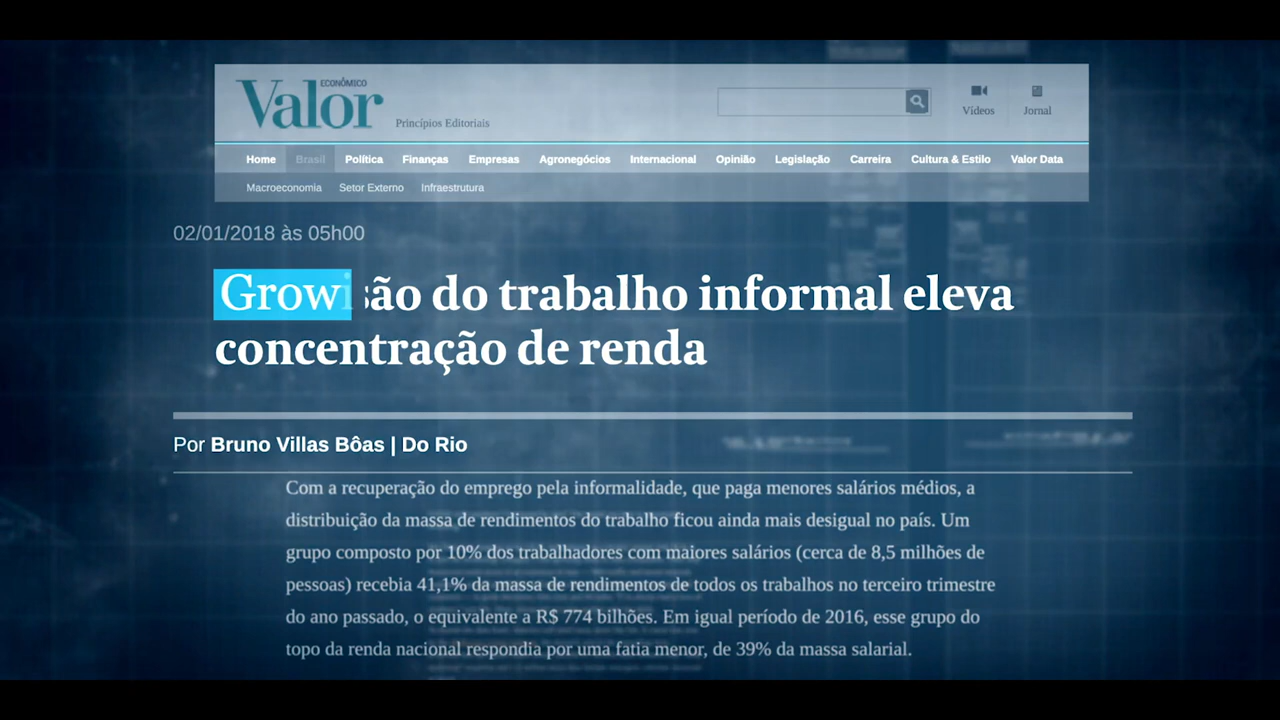 Valor
ECONÔMICO
Princípios Editoriais
Vídeos
Jornal
Home Brasil Política Finanças Empresas Agronegócios Internacional Opinião Legislação Carreira Cultura & Estilo Valor Data
Macroeconomia Setor Externo Infraestrutura
02/01/2018 às 05h00
Growi são do trabalho informal eleva
concentração de renda
Por Bruno Villas Bôas | Do Rio
Com a recuperação do emprego pela informalidade, que paga menores salários médios, a
distribuição da massa de rendimentos do trabalho ficou ainda mais desigual no país. Um
grupo composto por 10% dos trabalhadores com maiores salários (cerca de 8,5 milhões de
pessoas) recebia 41,1% da massa de rendimentos de todos os trabalhos no terceiro trimestre
do ano passado, o equivalente a R$ 774 bilhões. Em igual período de 2016, esse grupo do
topo da renda nacional respondia por uma fatia menor, de 39% da massa salarial.